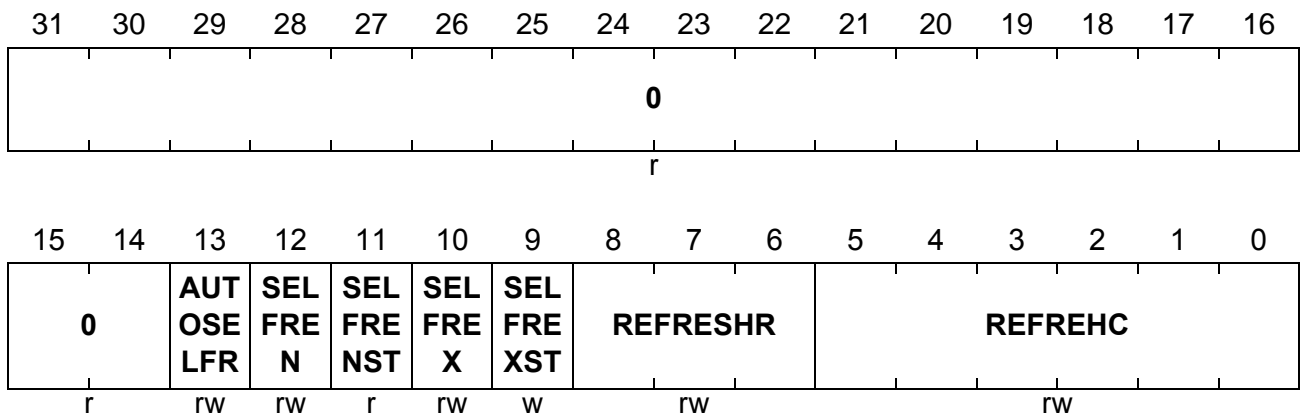 31 30 29 28 27 26 25 24 23 22 21 20 19 18 17 16
0
r
15 14 13 12 11 10 9 8 7 6 5 4 3 2 1 0
0 AUT OSE LFR SEL FRE N SEL FRE NST SEL FRE X SEL FRE XST REFRESHR REFREHC
r rw rw r rw w rw rw